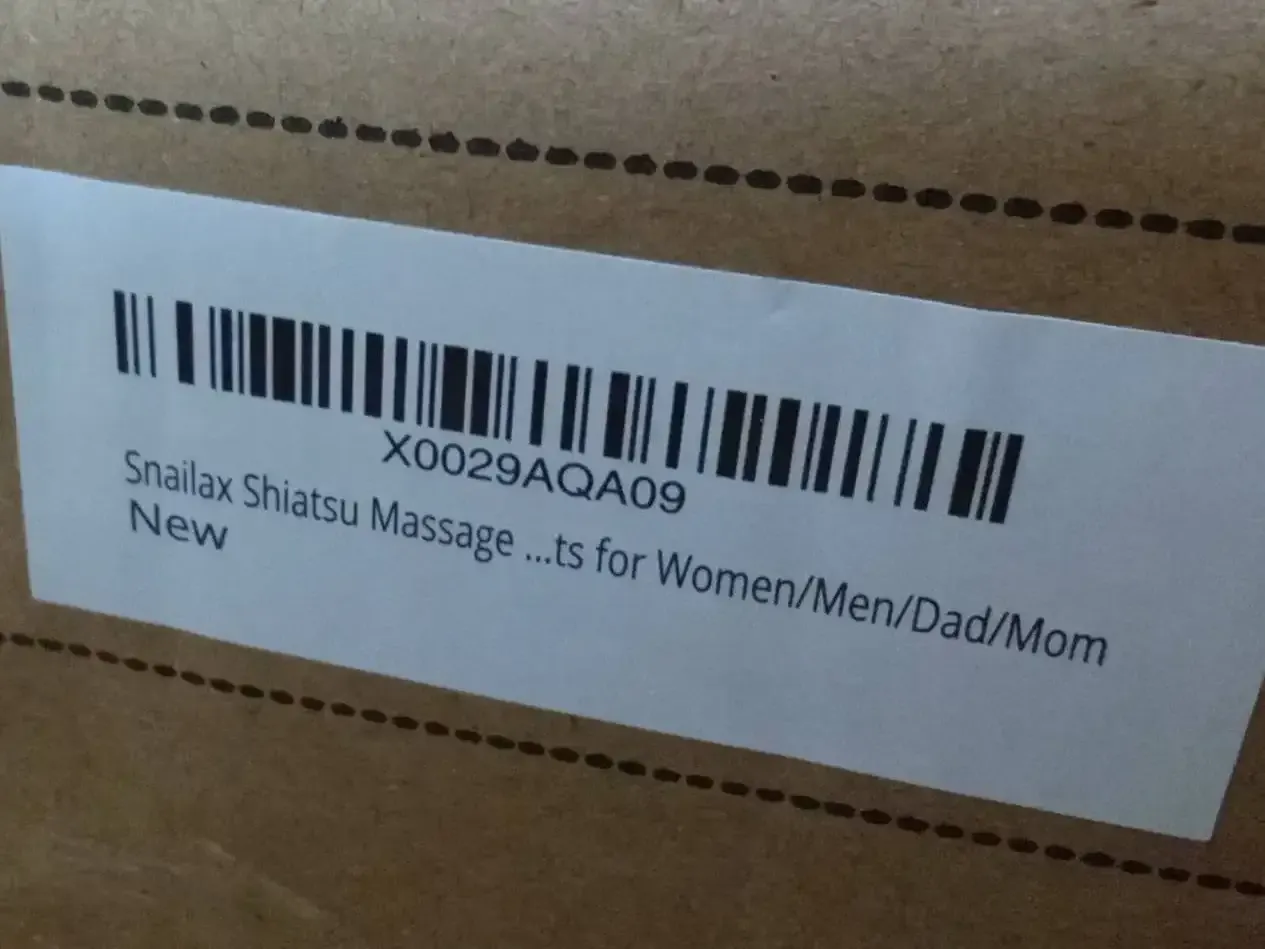 X0029AQA09
Snailax Shiatsu Massage ...ts for Women/Men/Dad/Mom
New